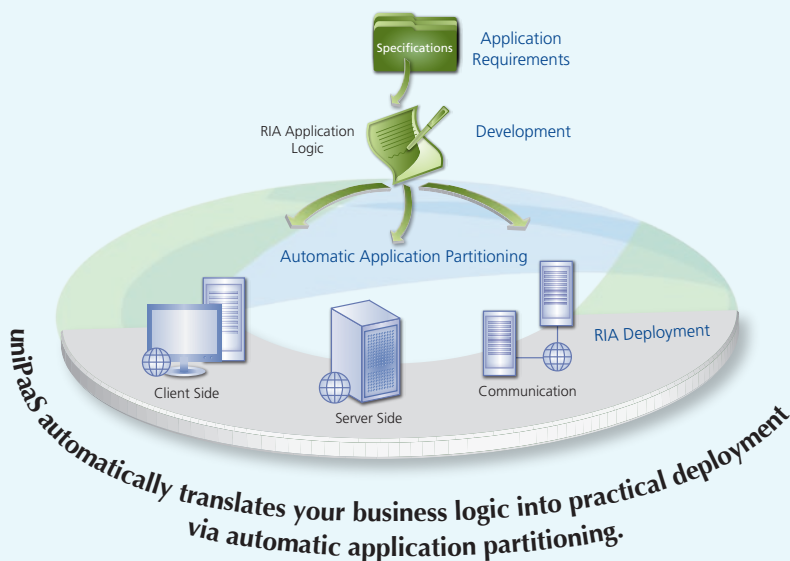 Specifications
Application
Requirements
RIA Application
Logic
Development
Automatic Application Partitioning
RIA Deployment
Client Side
Server Side
Communication
uniPaaS automatically translates your business logic into practical deployment
via automatic application partitioning.